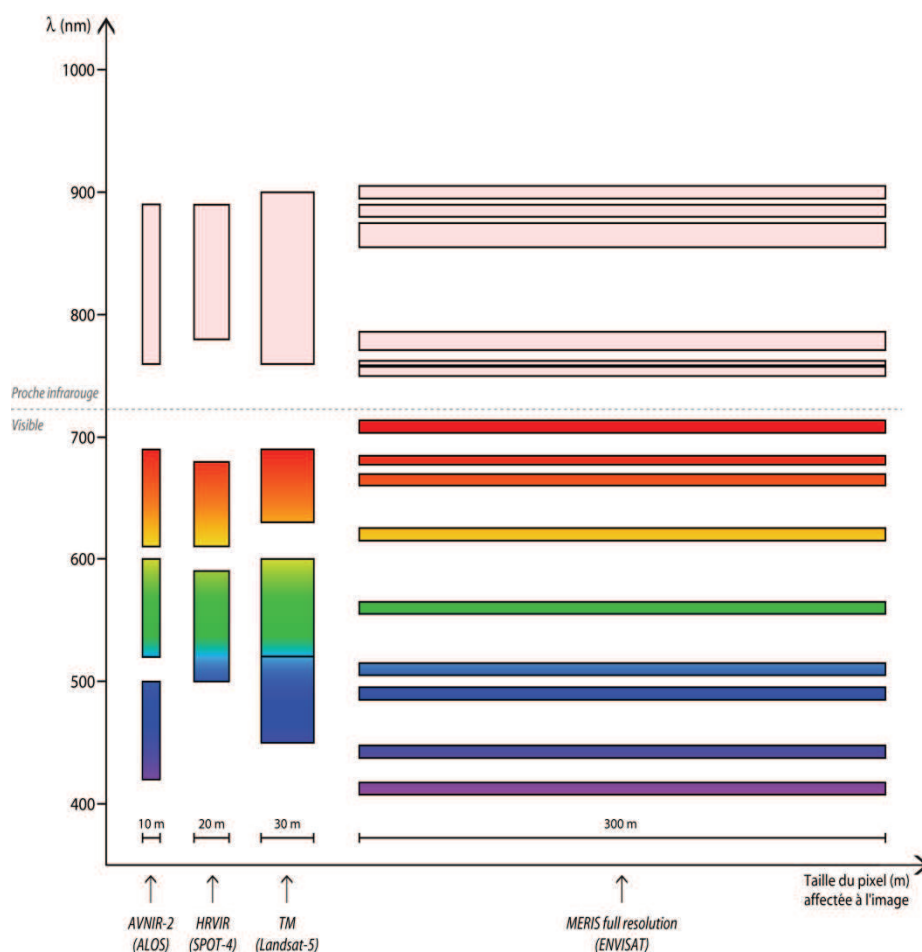 λ (nm)
1000
900
800
Proche infrarouge
Visible
700
600
500
400
10 m 20 m 30 m 300 m
Taille du pixel (m)
affectée à l'image
AVNIR-2 HRVIR TM MERIS full resolution
(ALOS) (SPOT-4) (Landsat-5) (ENVISAT)